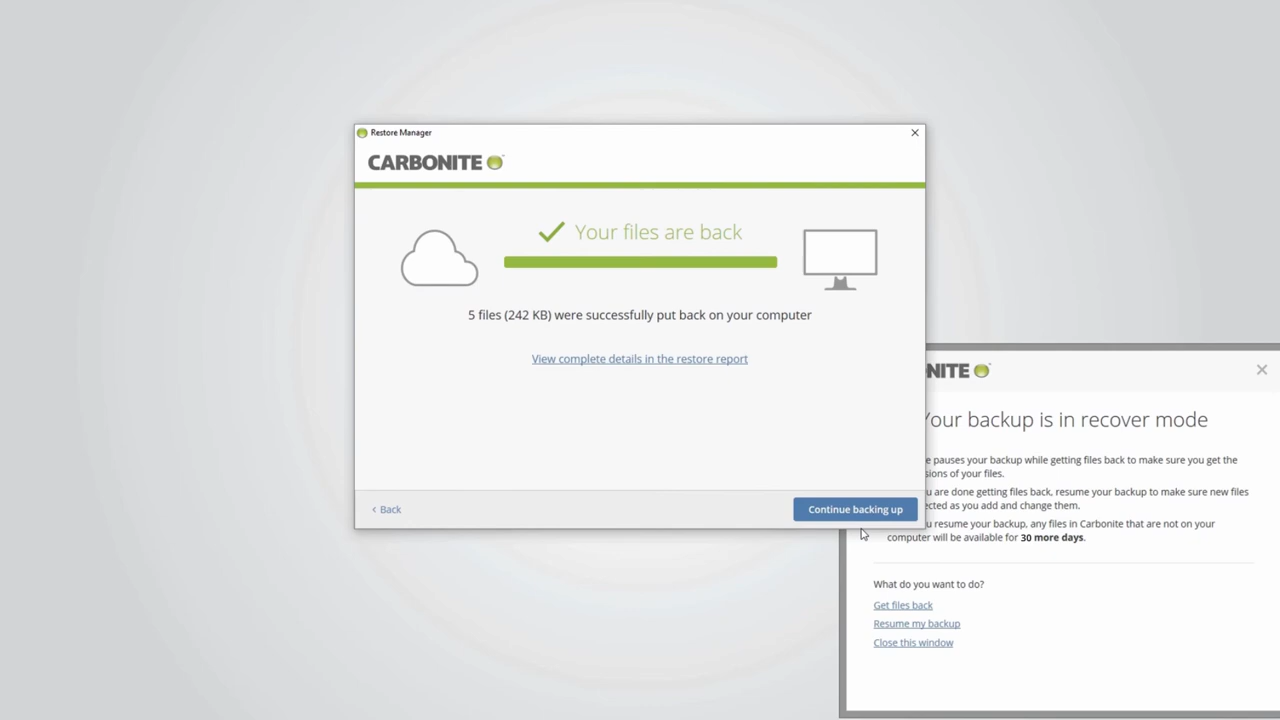 Restore Manager
CARBONITE
Your files are back
5 files (242 KB) were successfully put back on your computer
View complete details in the restore report
< Back
Continue backing up
NITE
Your backup is in recover mode
pauses your backup while getting files back to make sure you get the
of your files.
are done getting files back, resume your backup to make sure new files
as you add and change them.
resume your backup, any files in Carbonite that are not on your
computer will be available for 30 more days.
What do you want to do?
Get files back
Resume my backup
Close this window